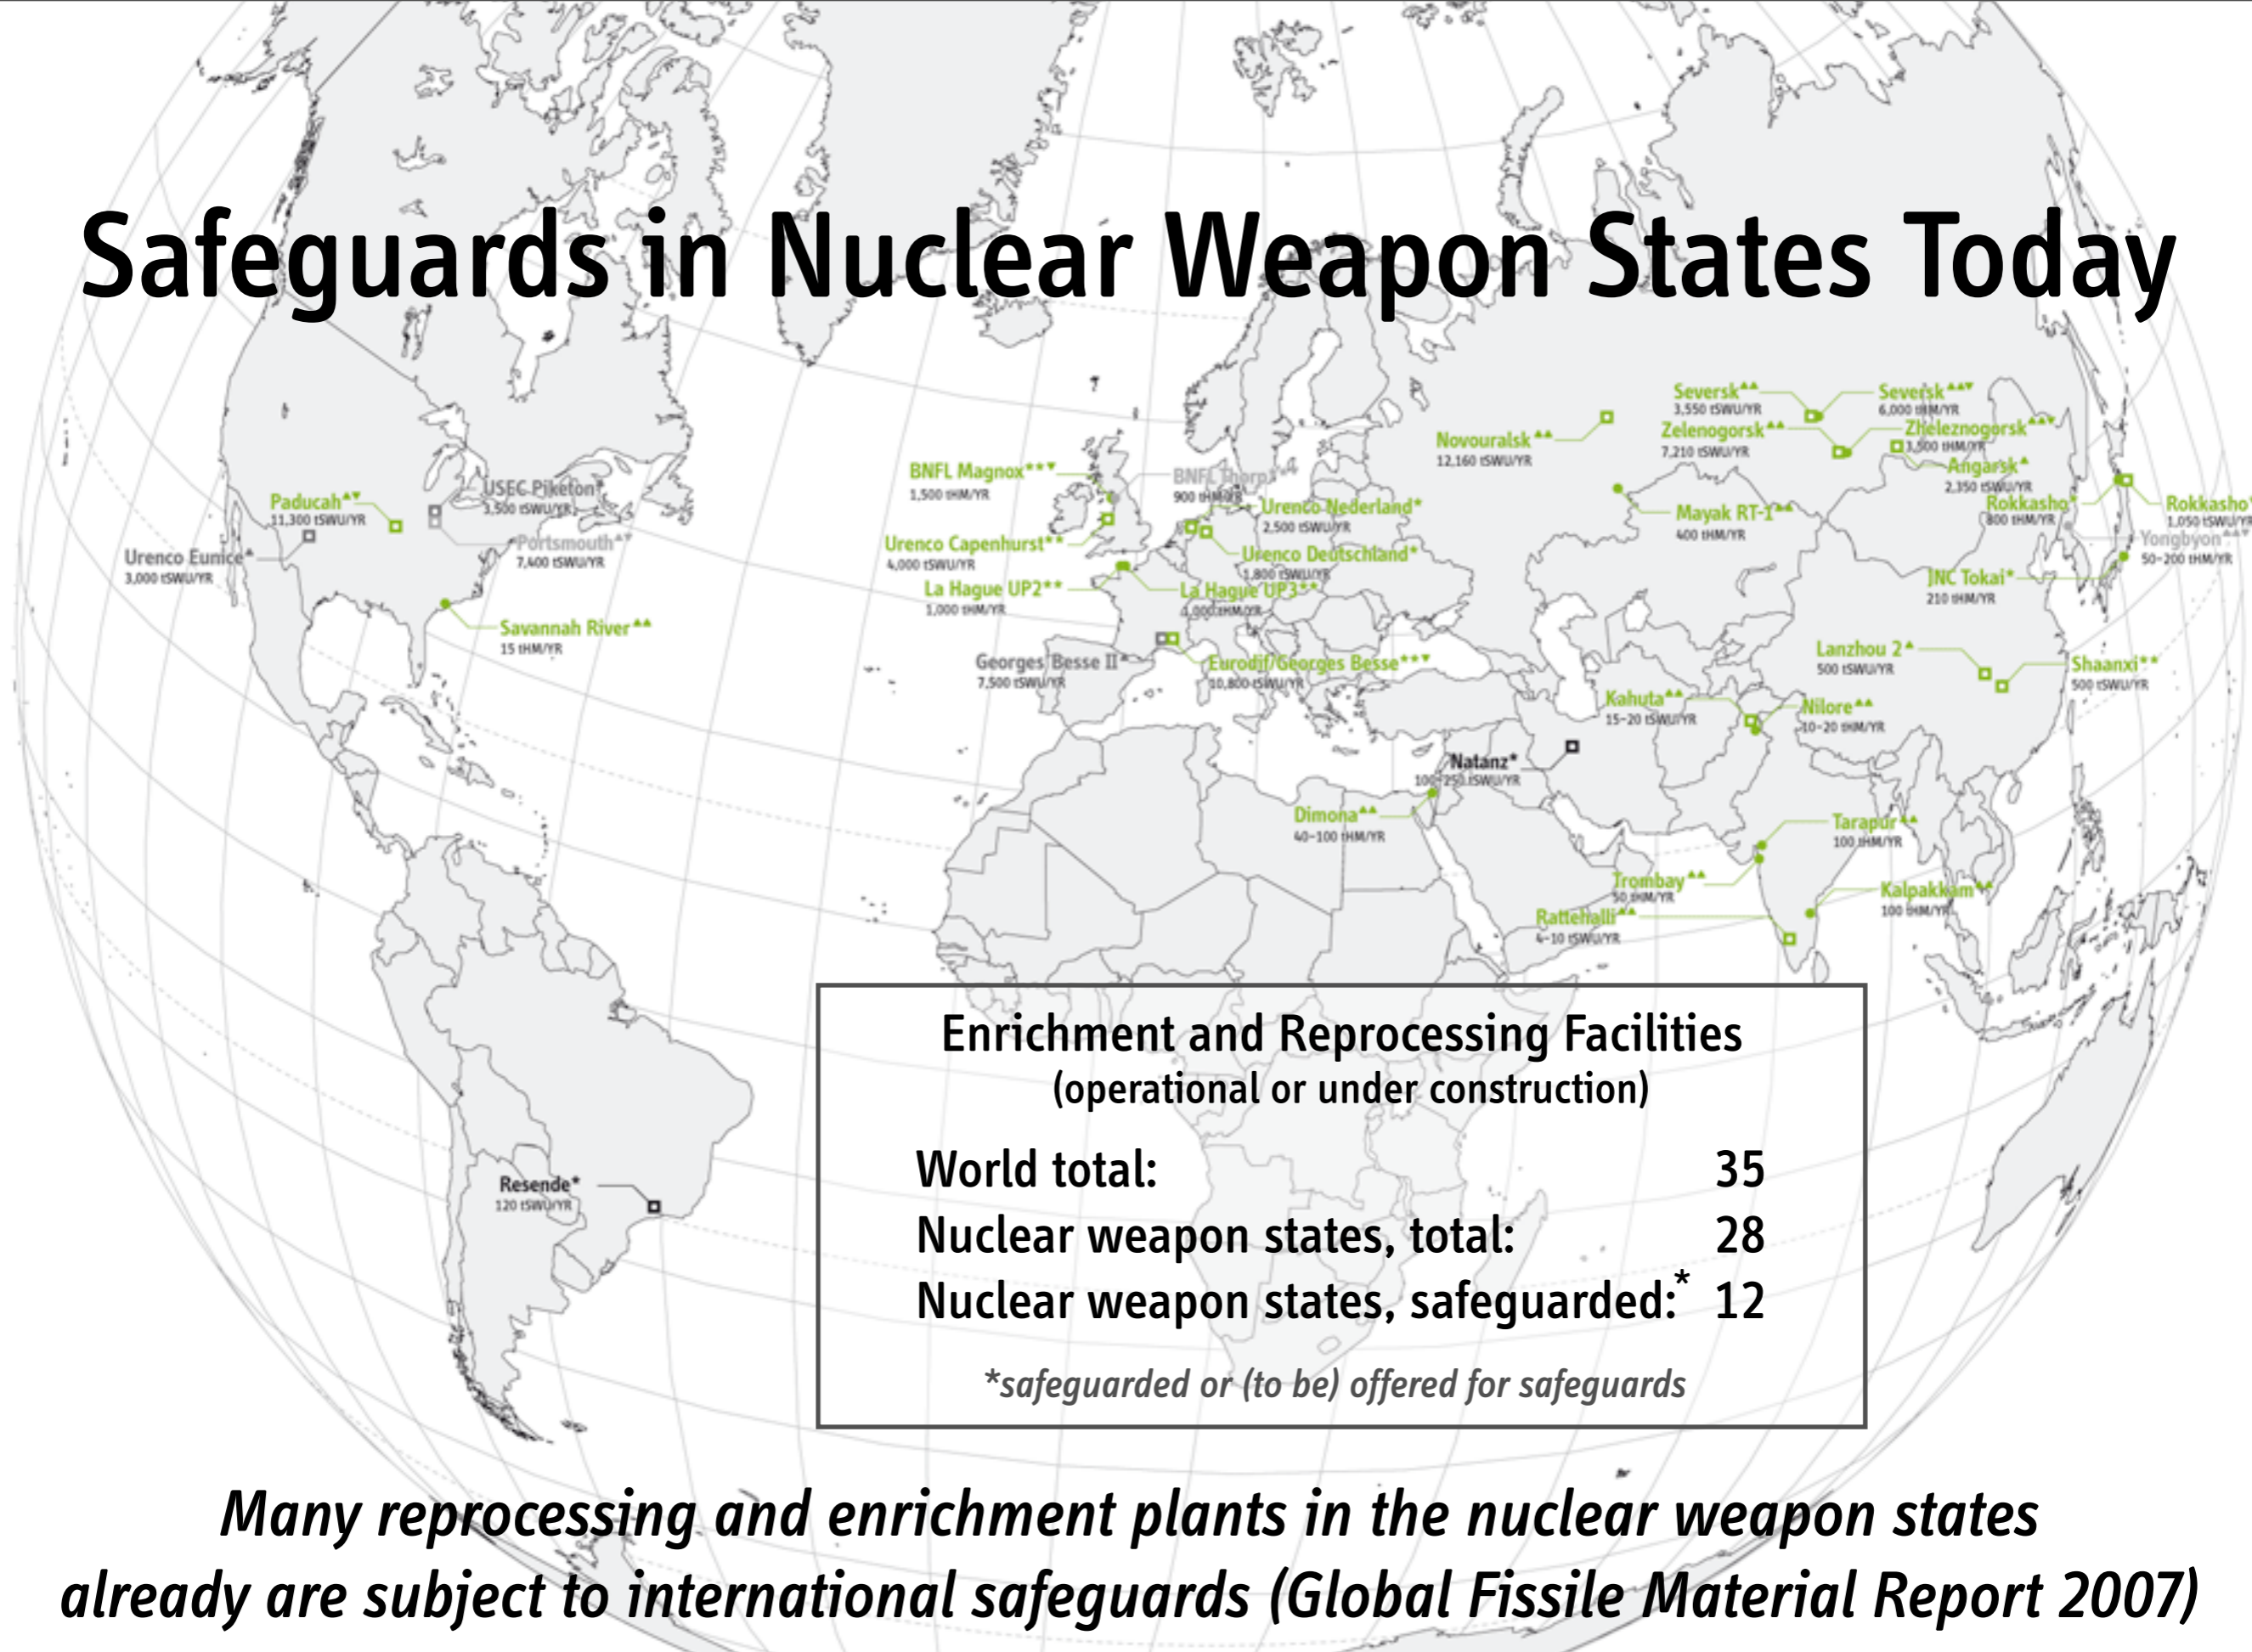 Safeguards in Nuclear Weapon States Today
Paducah▲▼
11,300 tSWU/YR
USEC Piketon*
3,500 tSWU/YR
Urenco Eunice▲
3,000 tSWU/YR
Portsmouth▲▼
7,400 tSWU/YR
Savannah River▲▲
15 tHM/YR
Resende*
120 tSWU/YR
BNFL Magnox**▼
1,500 tHM/YR
BNFL Thorp
900 tHM/YR
Urenco Nederland*
2,500 tSWU/YR
Urenco Capenhurst**
4,000 tSWU/YR
Urenco Deutschland*
1,800 tSWU/YR
La Hague UP2**
1,000 tHM/YR
La Hague UP3**
1,000 tHM/YR
Georges Besse II▲
7,500 tSWU/YR
Eurodif/Georges Besse**▼
10,800 tSWU/YR
Novouralsk▲▲
12,160 tSWU/YR
Seversk▲▲
3,550 tSWU/YR
Seversk▲▲▼
6,000 tHM/YR
Zelenogorsk▲▲
7,210 tSWU/YR
Zheleznogorsk▲▲▼
3,500 tHM/YR
Angarsk▲
2,350 tSWU/YR
Mayak RT-1▲▲
400 tHM/YR
Rokkasho*
800 tHM/YR
Rokkasho*
1,050 tSWU/YR
Yongbyon▲▲▼
50–200 tHM/YR
JNC Tokai*
210 tHM/YR
Lanzhou 2▲
500 tSWU/YR
Shaanxi**
500 tSWU/YR
Kahuta▲▲
15–20 tSWU/YR
Nilore▲▲
10–20 tHM/YR
Natanz*
100–250 tSWU/YR
Dimona▲▲
40–100 tHM/YR
Tarapur▲▲
100 tHM/YR
Trombay▲▲
50 tHM/YR
Kalpakkam▲▲
100 tHM/YR
Rattehalli▲▲
4–10 tSWU/YR
Enrichment and Reprocessing Facilities
(operational or under construction)
World total: 35
Nuclear weapon states, total: 28
Nuclear weapon states, safeguarded:* 12
*safeguarded or (to be) offered for safeguards
Many reprocessing and enrichment plants in the nuclear weapon states
already are subject to international safeguards (Global Fissile Material Report 2007)